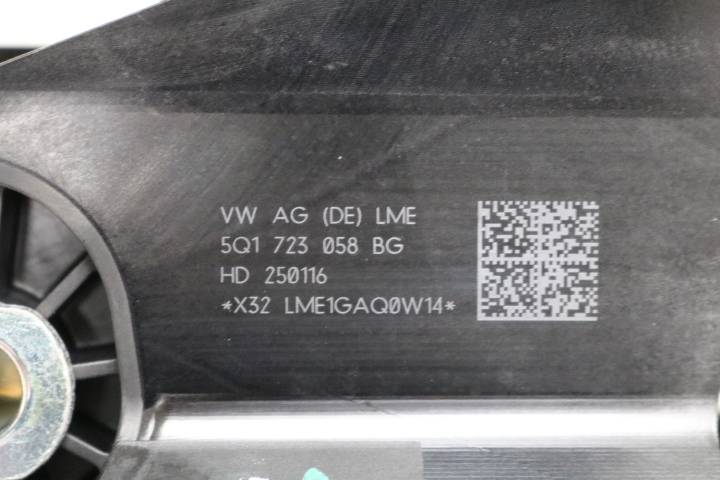 VW AG (DE) LME
5Q1 723 058 BG
HD 250116
*X32 LME1GAQ0W14*